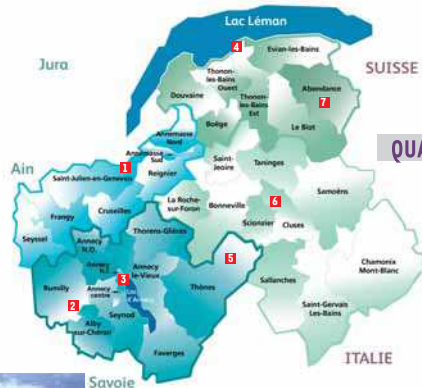 Lac Léman
4
Evian-les-Bains
Jura
SUISSE
Thonon-
les-Bains
Ouest
Abondance
7
Douvaine
Thonon-
les-Bains
Est
Le Biot
Annemasse
Nord
Boëge
QUA
Annemasse
Sud
Ain
1
Saint-Julien-en-Genevois
Reignier
Saint-
Jeoire
Taninges
Samoëns
Frangy
Cruseilles
La Roche-
sur-Foron
Bonneville
6
Scionzier
Cluses
Seyssel
Annecy
N.O.
Thorens-Glières
Chamonix
Mont-Blanc
5
Annecy
le-Vieux
3
Annecy
centre
Rumilly
2
Thônes
Sallanches
Saint-Gervais
Les-Bains
Seynod
Alby
sur-Chéran
Faverges
ITALIE
Savoie